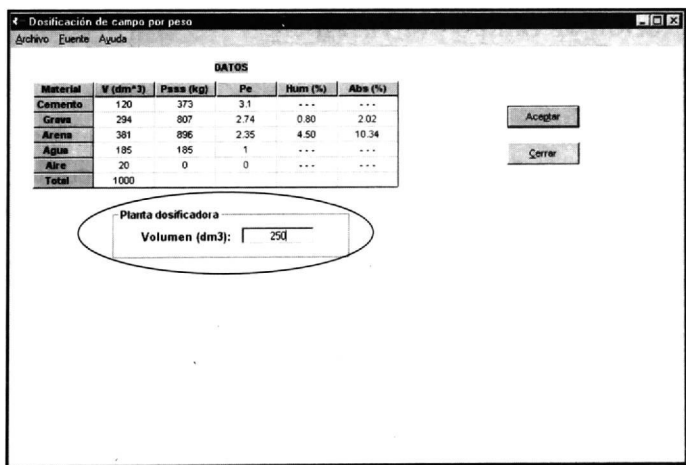 Dosificación de campo por peso
Archivo Fuente Ayuda
DATOS
Material V (dm^3) Psss (kg) Pe Hum (%) Abs (%)
Cemento 120 373 3.1 --- ---
Grava 294 807 2.74 0.80 2.02
Arena 381 896 2.35 4.50 10.34
Agua 185 185 1 --- ---
Aire 20 0 0 --- ---
Total 1000
Aceptar
Cerrar
Planta dosificadora
Volumen (dm3): 250